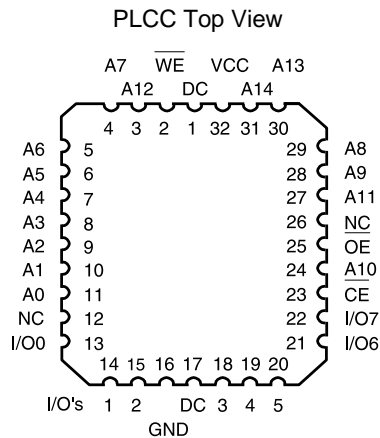 PLCC Top View
A7 WE VCC A13
A12 DC A14
4 3 2 1 32 31 30
A6 5 29 A8
A5 6 28 A9
A4 7 27 A11
A3 8 26 NC
A2 9 25 OE
A1 10 24 A10
A0 11 23 CE
NC 12 22 I/O7
I/O0 13 21 I/O6
14 15 16 17 18 19 20
I/O's 1 2 DC 3 4 5
GND